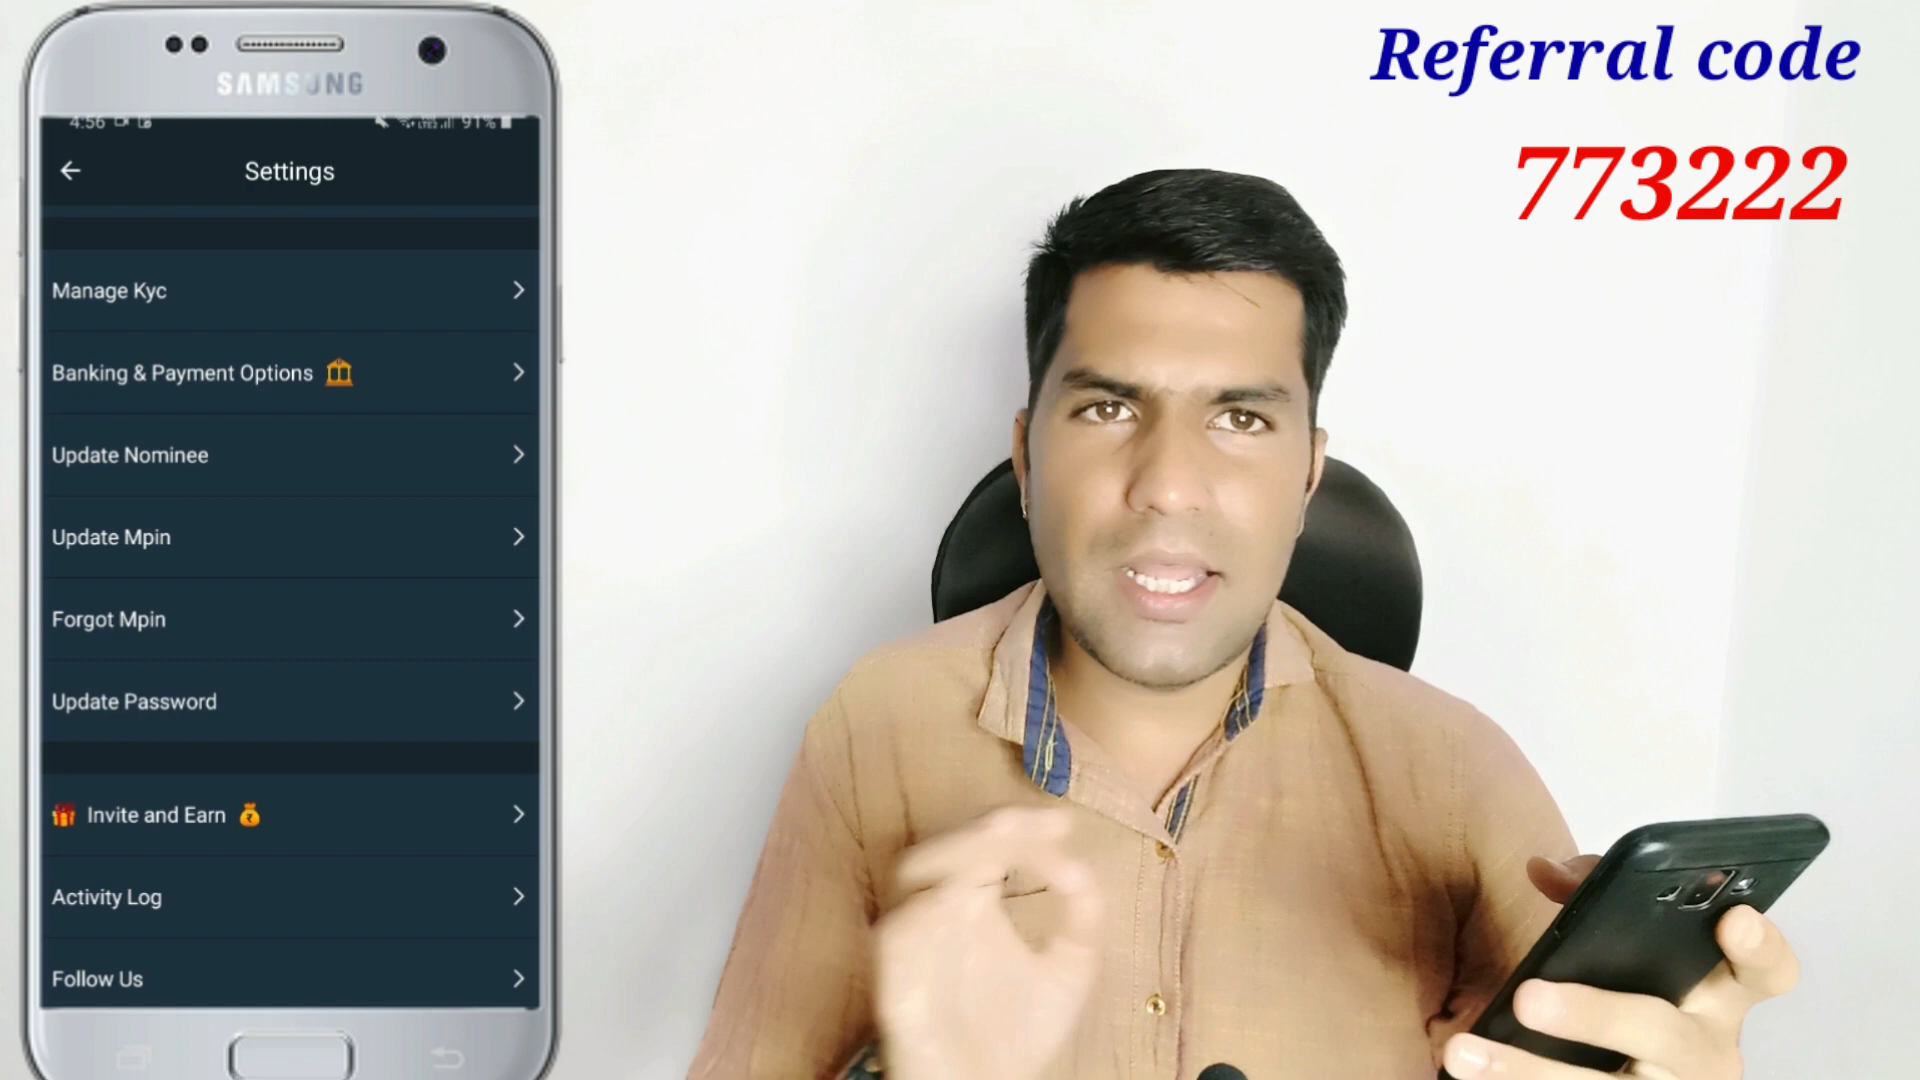 SAMSUNG
4:56
91%
Settings
Manage Kyc
Banking & Payment Options
Update Nominee
Update Mpin
Forgot Mpin
Update Password
Invite and Earn
Activity Log
Follow Us
Referral code
773222